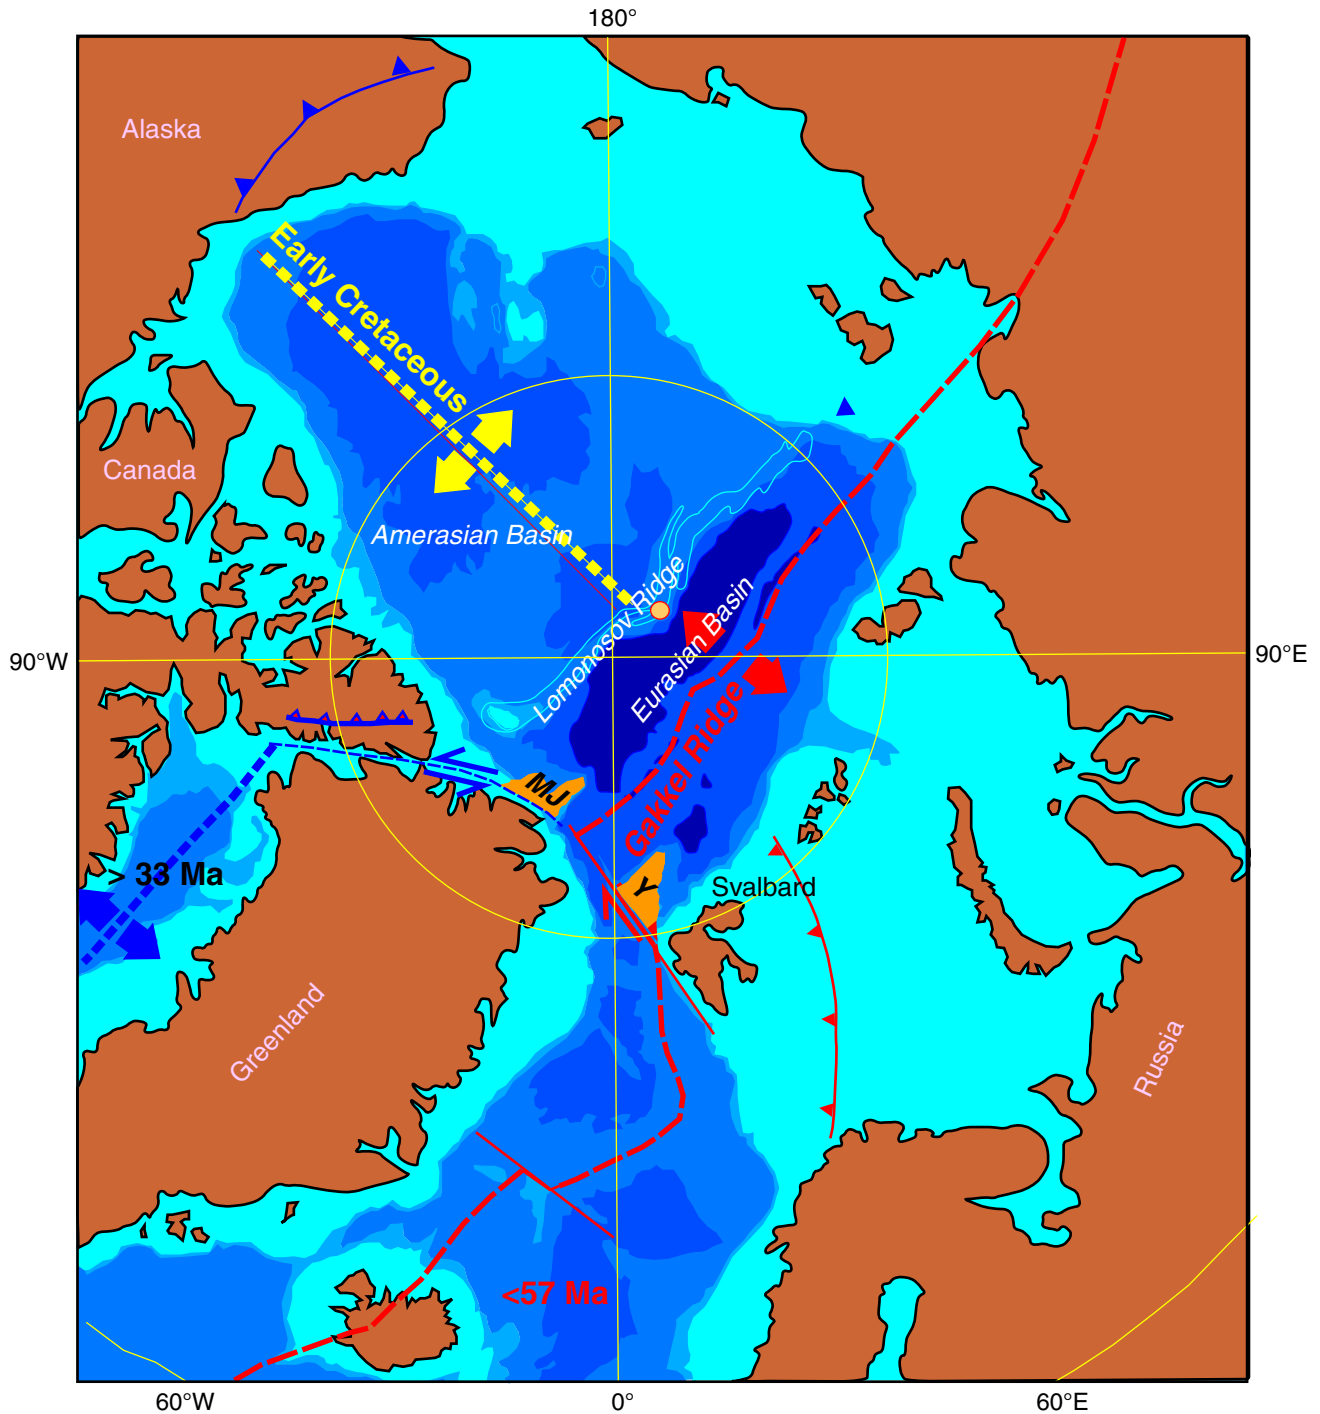 180°
Alaska
Early Cretaceous
Canada
Amerasian Basin
Lomonosov Ridge
Eurasian Basin
90°W
90°E
Gakkel Ridge
MJ
> 33 Ma
Y
Svalbard
Greenland
Russia
<57 Ma
60°W
0°
60°E